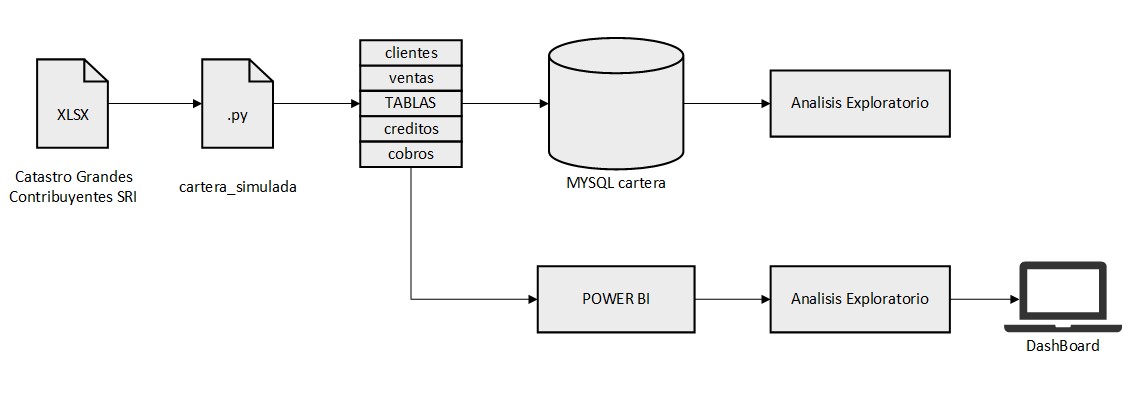 XLSX
Catastro Grandes
Contribuyentes SRI
.py
cartera_simulada
clientes
ventas
TABLAS
creditos
cobros
MYSQL cartera
Analisis Exploratorio
POWER BI
Analisis Exploratorio
DashBoard